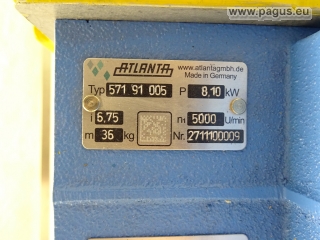 www.pagus.eu
ATLANTA www.atlantagmbh.de
Made in Germany
Typ 571 91 005 P 8,10 kW
i 6,75 n1 5000 U/min
m 36 kg Nr. 2711100009